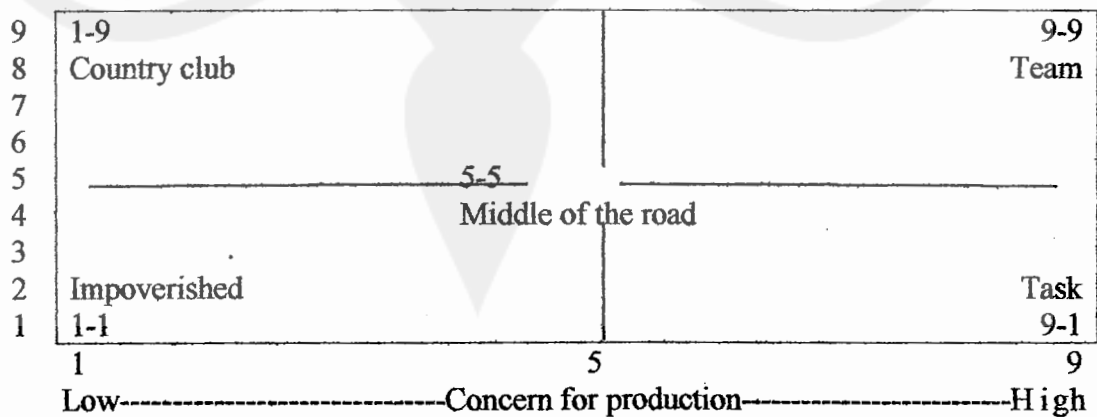 9 1-9 9-9
8 Country club Team
7
6
5 5-5
4 Middle of the road
3
2 Impoverished Task
1 1-1 9-1
1 5 9
Low----------------------------Concern for production-----------------------High